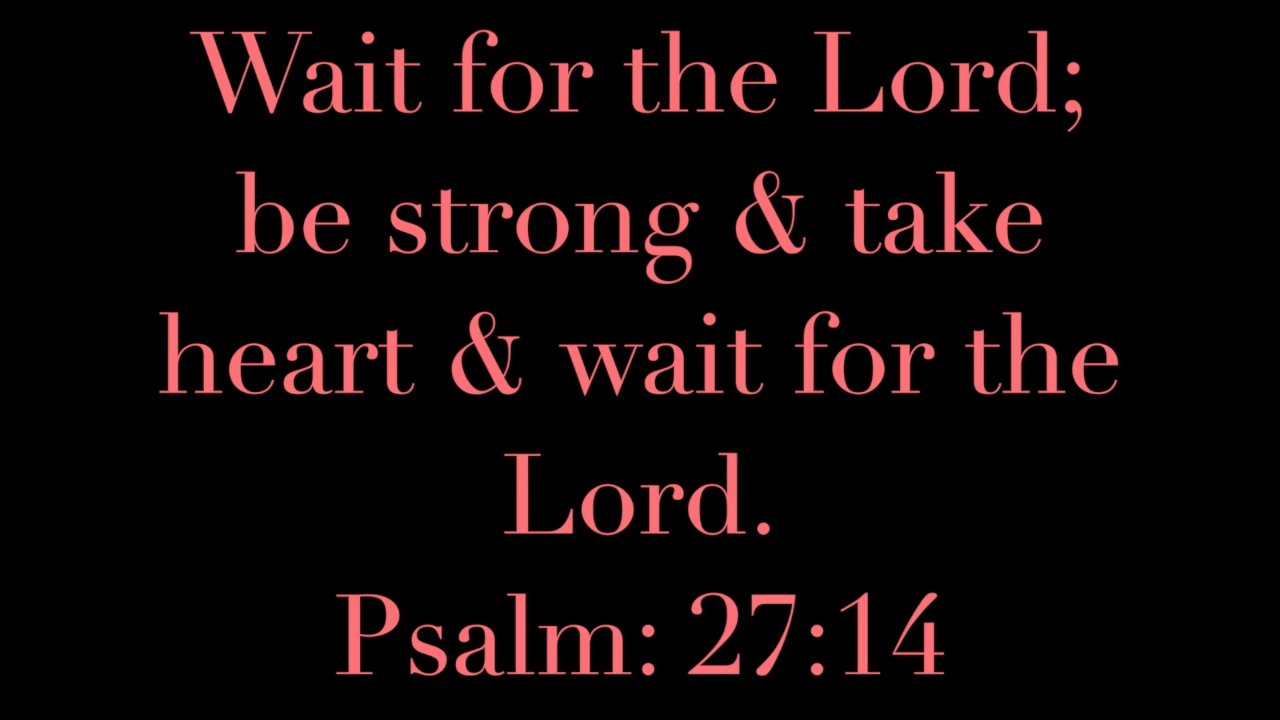 Wait for the Lord;
be strong & take
heart & wait for the
Lord.
Psalm: 27:14